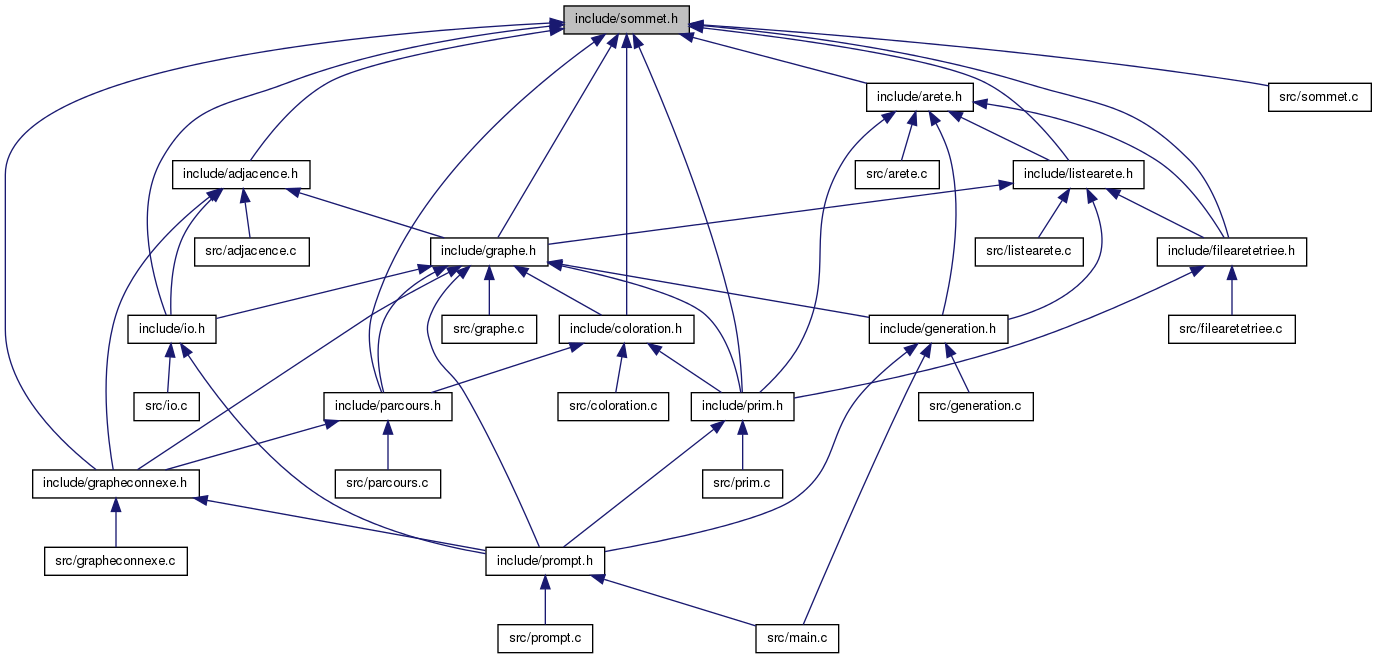 include/sommet.h
include/arete.h
src/sommet.c
include/adjacence.h
src/arete.c
include/listearete.h
src/adjacence.c
include/graphe.h
src/listearete.c
include/filearetetriee.h
include/io.h
src/graphe.c
include/coloration.h
include/generation.h
src/filearetetriee.c
src/io.c
include/parcours.h
src/coloration.c
include/prim.h
src/generation.c
include/grapheconnexe.h
src/parcours.c
src/prim.c
src/grapheconnexe.c
include/prompt.h
src/prompt.c
src/main.c